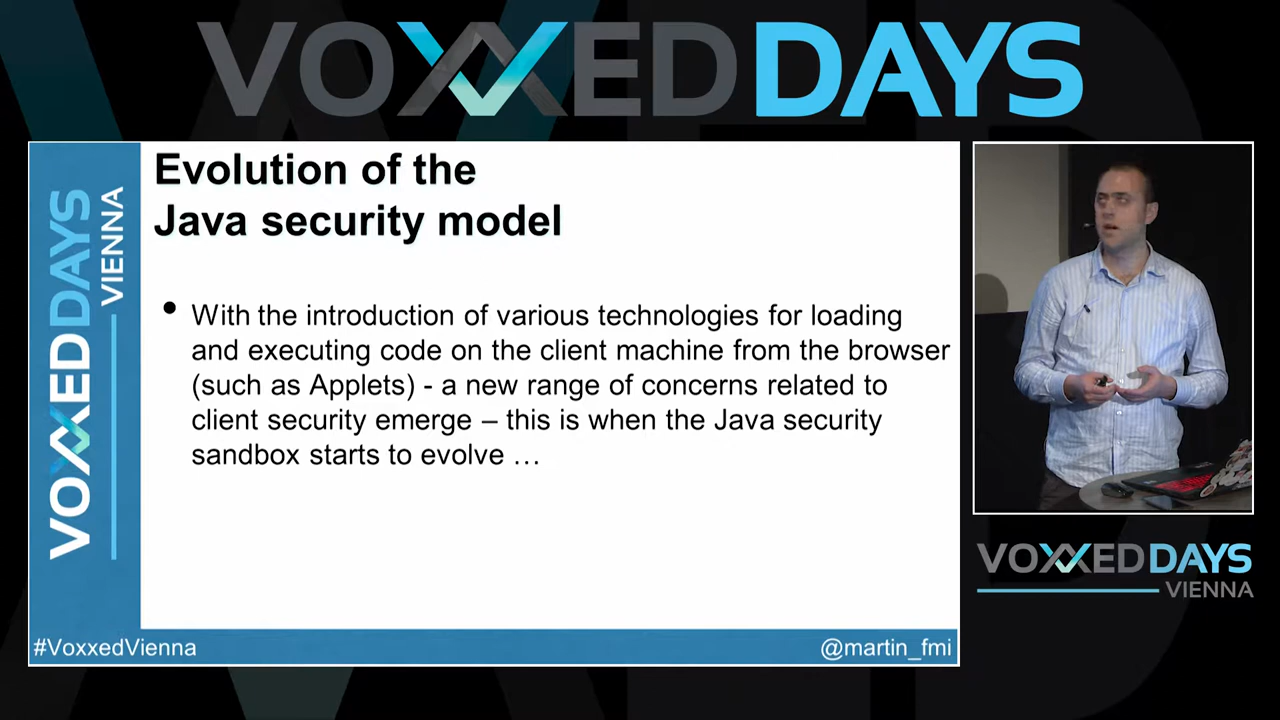 VOXXED DAYS
Evolution of the
Java security model
• With the introduction of various technologies for loading
and executing code on the client machine from the browser
(such as Applets) - a new range of concerns related to
client security emerge – this is when the Java security
sandbox starts to evolve …
VOXXED DAYS
VIENNA
#VoxxedVienna
@martin_fmi
VOXXED DAYS
VIENNA